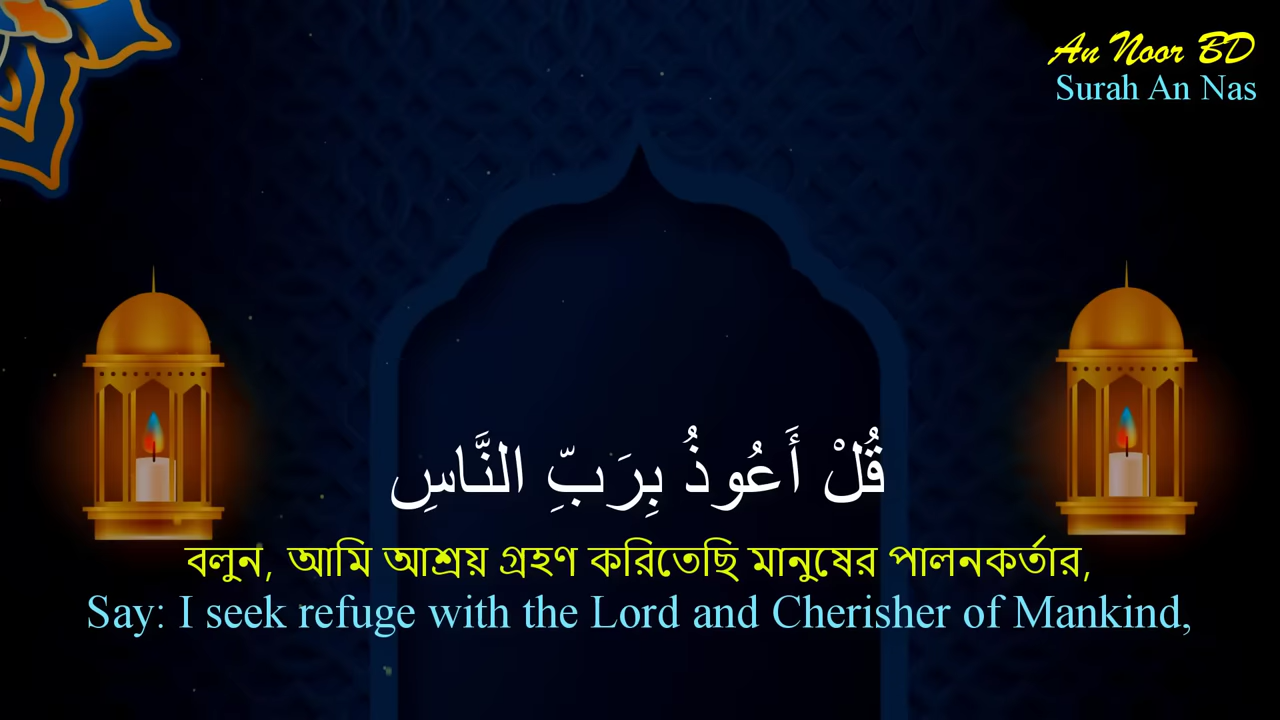 An Noor BD
Surah An Nas
قُلْ أَعُوذُ بِرَبِّ النَّاسِ
বলুন, আমি আশ্রয় গ্রহণ করিতেছি মানুষের পালনকর্তার,
Say: I seek refuge with the Lord and Cherisher of Mankind,